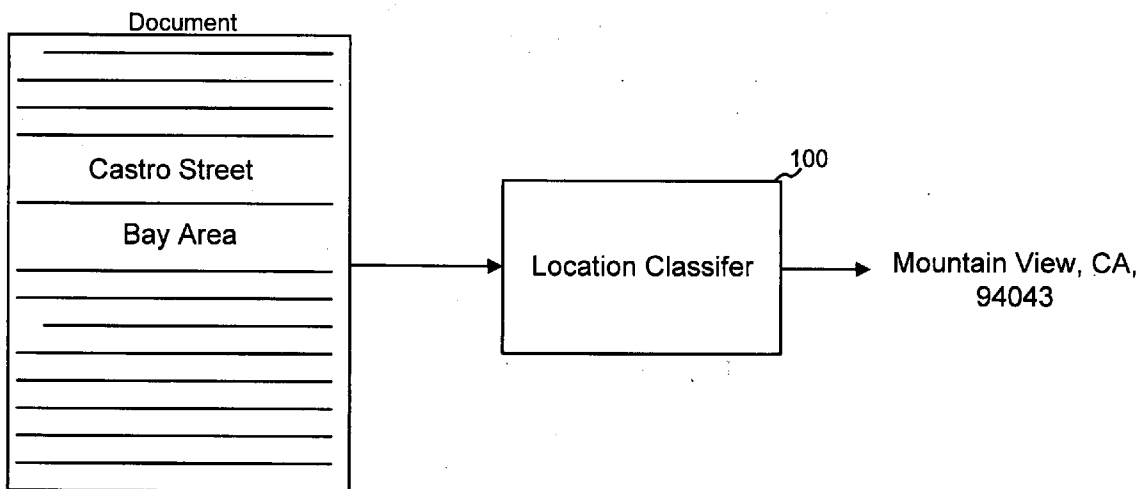 Document
Castro Street
Bay Area
100
Location Classifer
Mountain View, CA,
94043